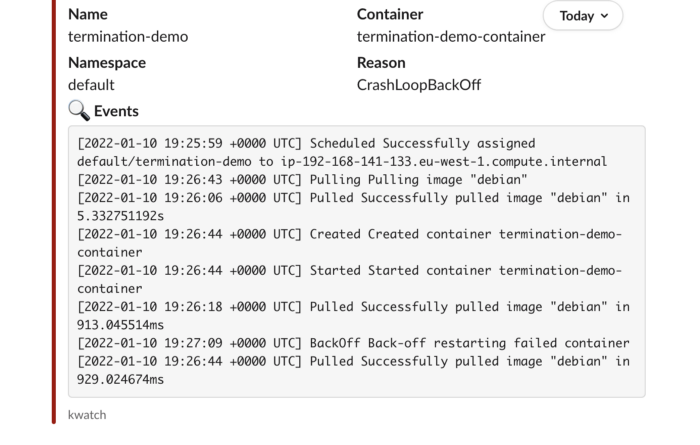 Name
Container
Today
termination-demo
termination-demo-container
Namespace
Reason
default
CrashLoopBackOff
Events
[2022-01-10 19:25:59 +0000 UTC] Scheduled Successfully assigned
default/termination-demo to ip-192-168-141-133.eu-west-1.compute.internal
[2022-01-10 19:26:43 +0000 UTC] Pulling Pulling image "debian"
[2022-01-10 19:26:06 +0000 UTC] Pulled Successfully pulled image "debian" in
5.332751192s
[2022-01-10 19:26:44 +0000 UTC] Created Created container termination-demo-
container
[2022-01-10 19:26:44 +0000 UTC] Started Started container termination-demo-
container
[2022-01-10 19:26:18 +0000 UTC] Pulled Successfully pulled image "debian" in
913.045514ms
[2022-01-10 19:27:09 +0000 UTC] BackOff Back-off restarting failed container
[2022-01-10 19:26:44 +0000 UTC] Pulled Successfully pulled image "debian" in
929.024674ms
kwatch